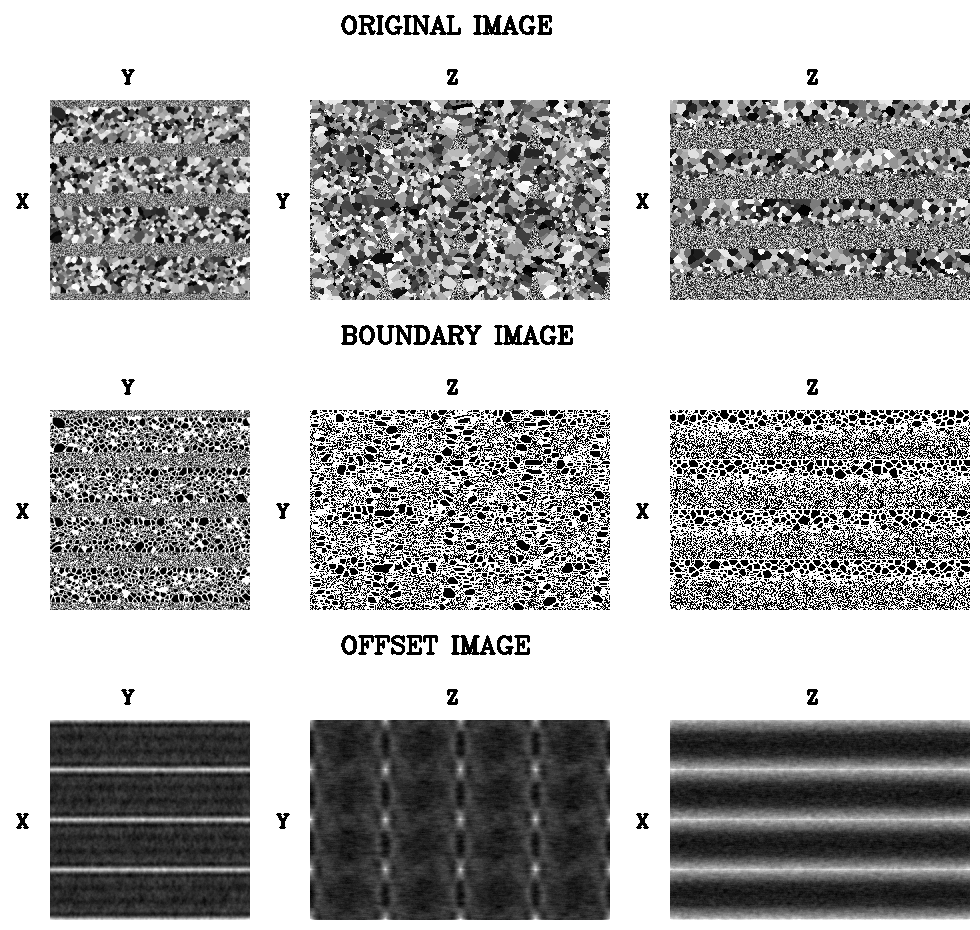 ORIGINAL IMAGE
Y Z Z
X Y X
BOUNDARY IMAGE
Y Z Z
X Y X
OFFSET IMAGE
Y Z Z
X Y X